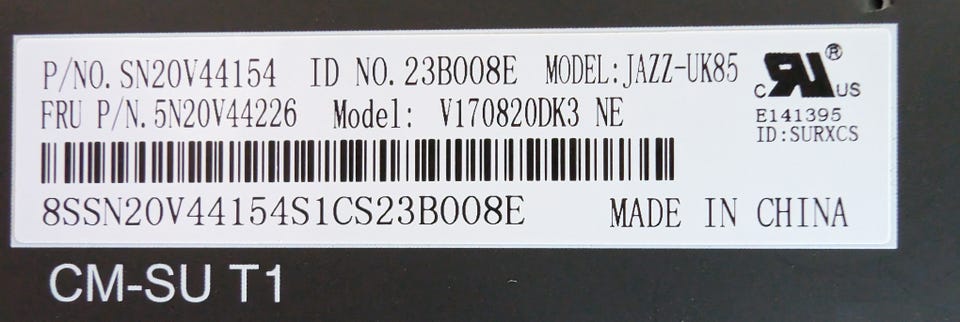 P/NO. SN20V44154 ID NO. 23B008E MODEL:JAZZ-UK85
FRU P/N. 5N20V44226 Model: V170820DK3 NE
8SSN20V44154S1CS23B008E MADE IN CHINA
C RU ® US
E141395
ID:SURXCS
CM-SU T1